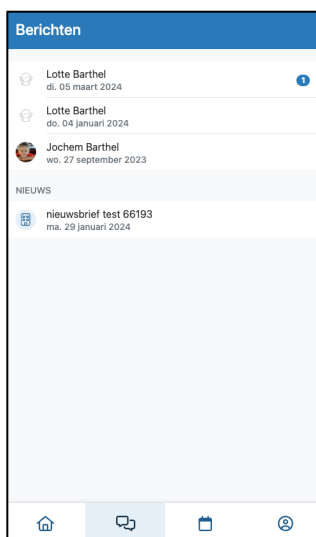 Berichten
Lotte Barthel
di. 05 maart 2024
1
Lotte Barthel
do. 04 januari 2024
Jochem Barthel
wo. 27 september 2023
NIEUWS
nieuwsbrief test 66193
ma. 29 januari 2024